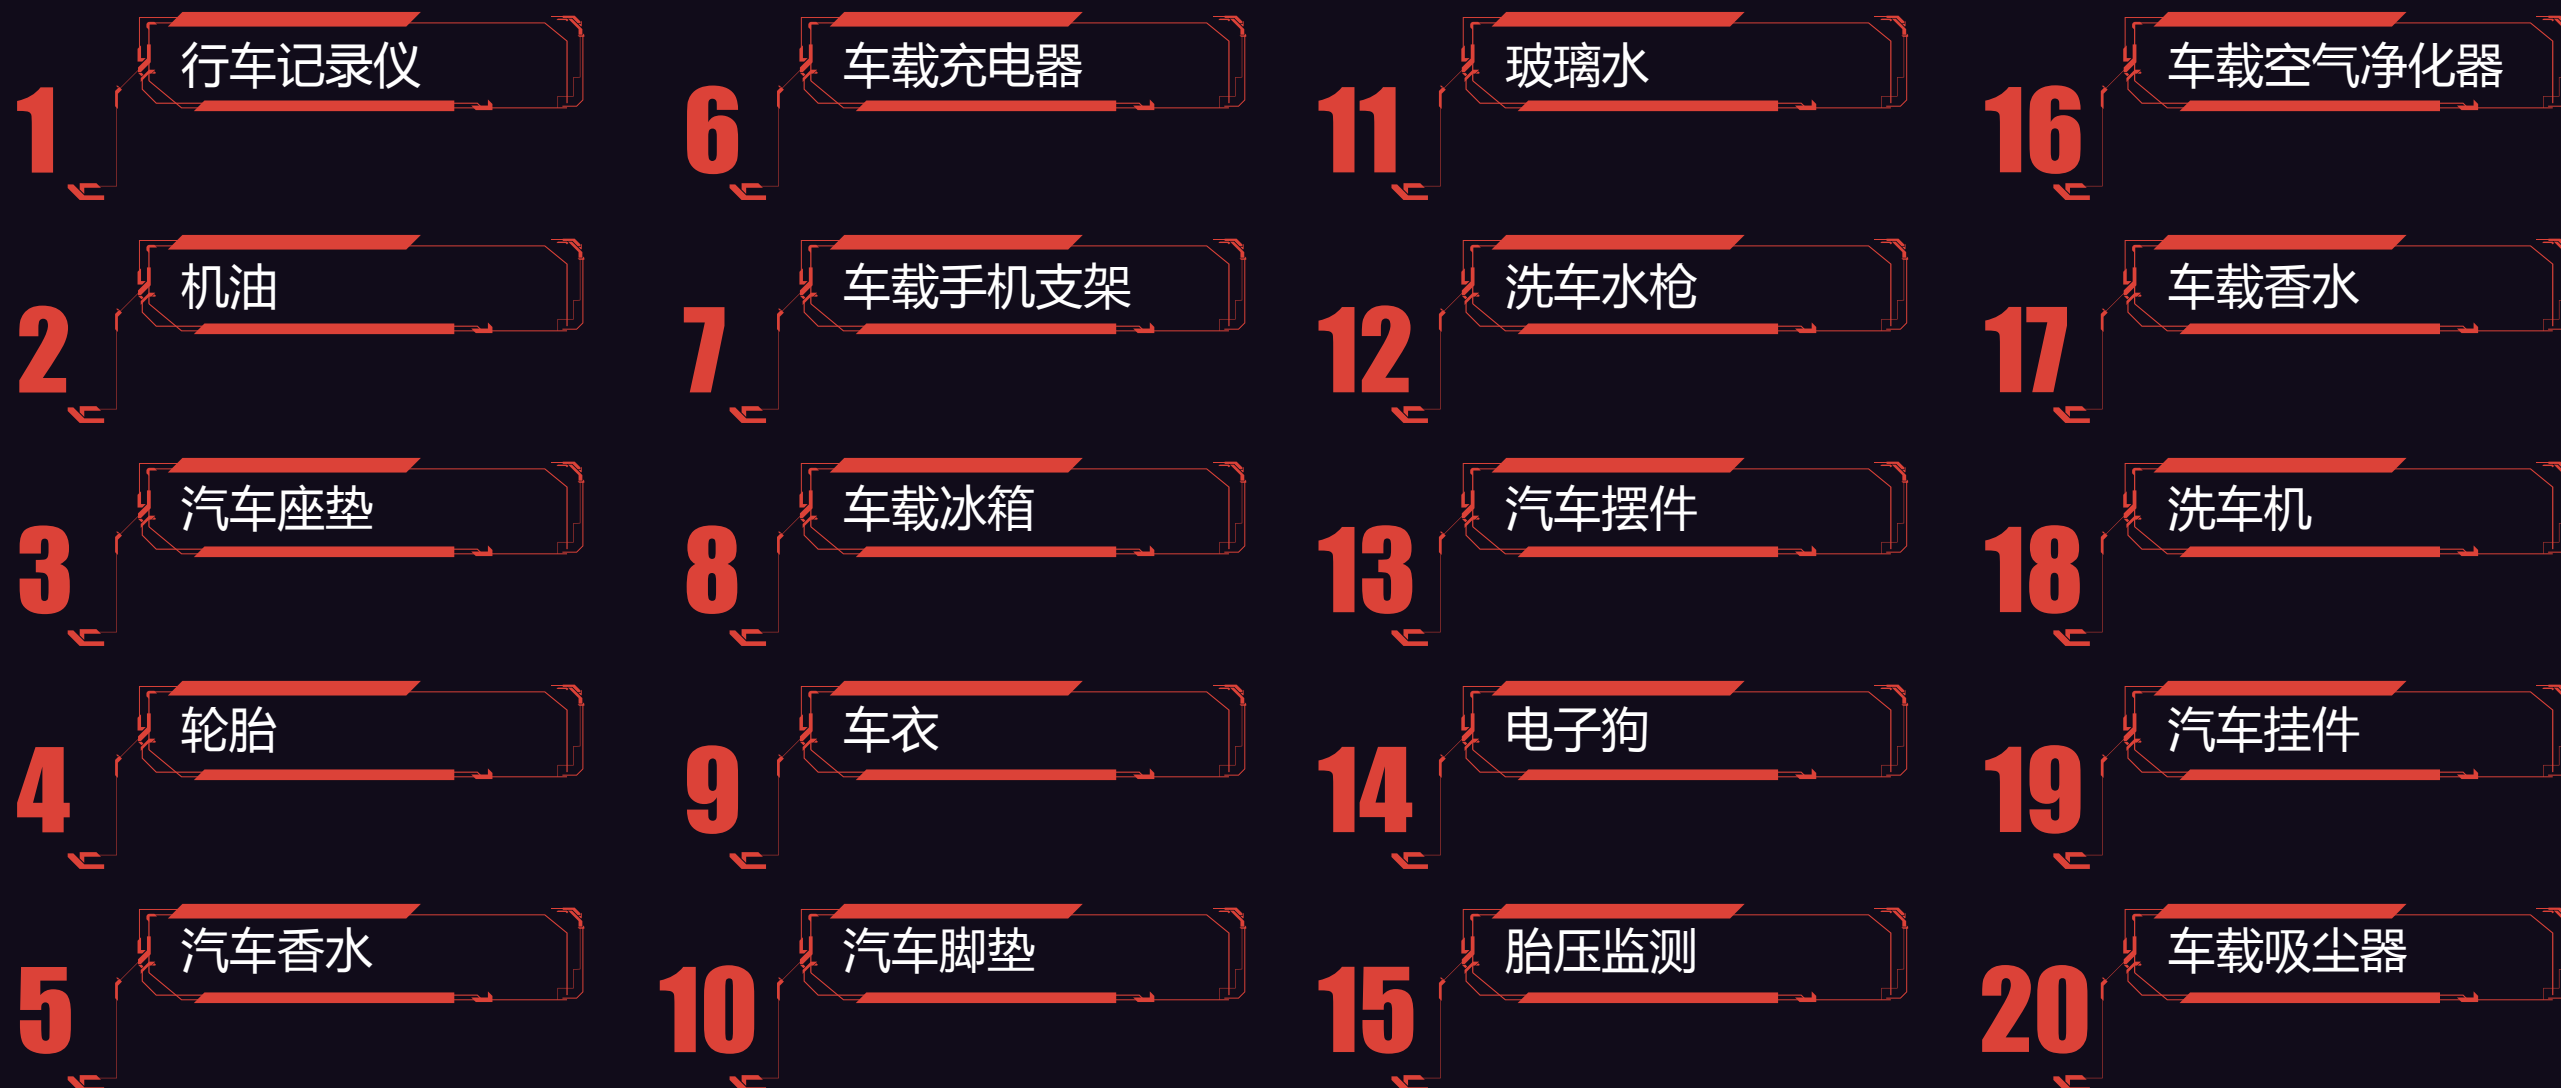 1 行车记录仪
2 机油
3 汽车座垫
4 轮胎
5 汽车香水
6 车载充电器
7 车载手机支架
8 车载冰箱
9 车衣
10 汽车脚垫
11 玻璃水
12 洗车水枪
13 汽车摆件
14 电子狗
15 胎压监测
16 车载空气净化器
17 车载香水
18 洗车机
19 汽车挂件
20 车载吸尘器